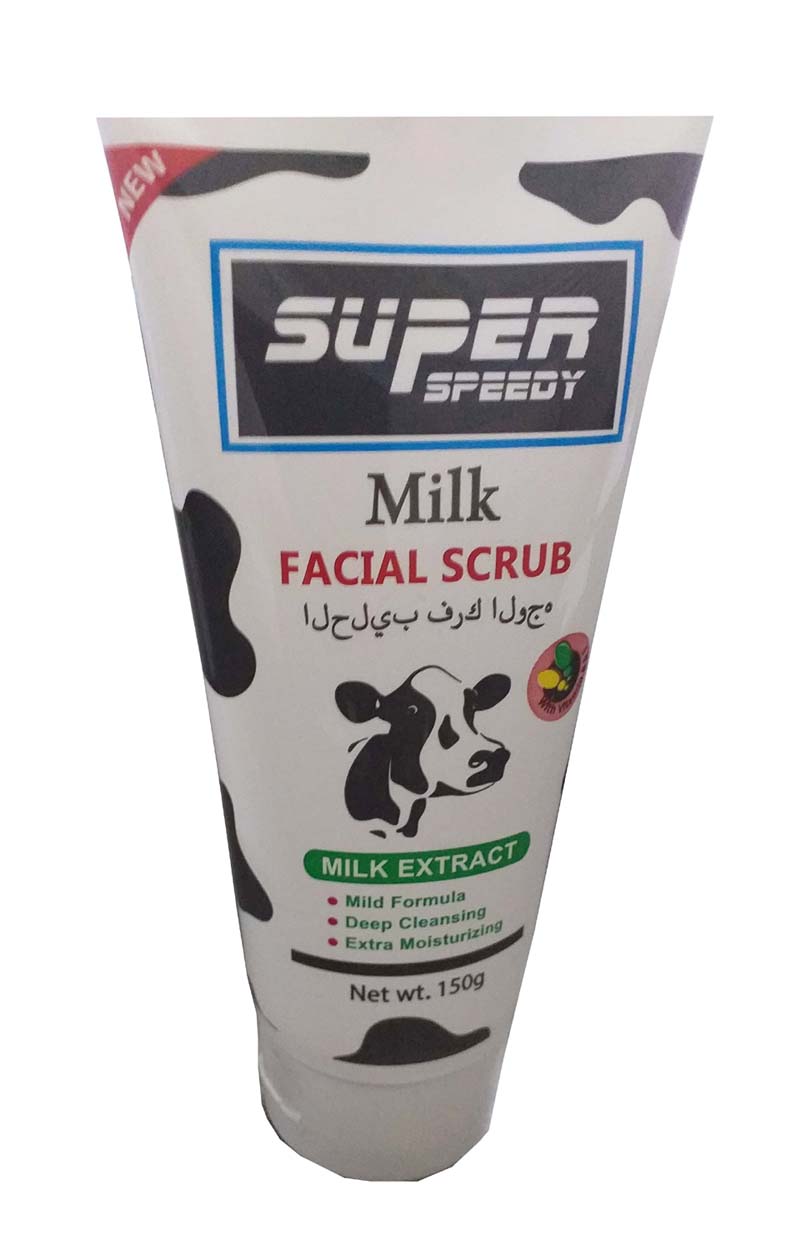 NEW
SUPER
SPEEDY
Milk
FACIAL SCRUB
الحليب فرك الوجه
With
MILK EXTRACT
• Mild Formula
• Deep Cleansing
• Extra Moisturizing
Net wt. 150g